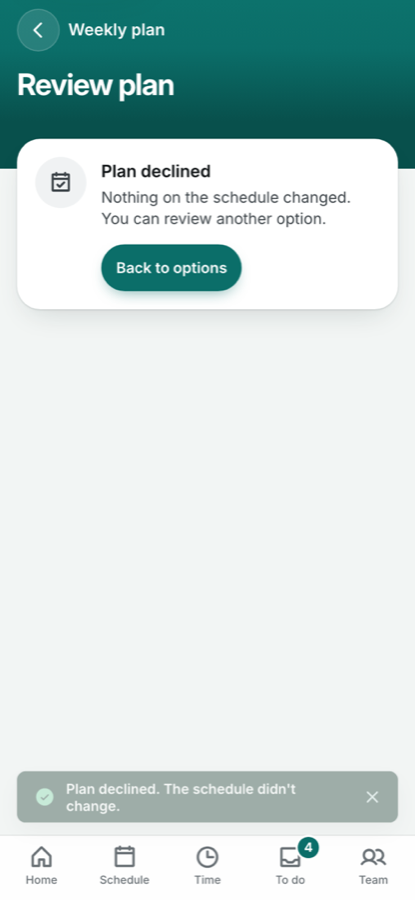 Weekly plan
Review plan
Plan declined
Nothing on the schedule changed.
You can review another option.
Back to options
Plan declined. The schedule didn't
change.
4
Home
Schedule
Time
To do
Team